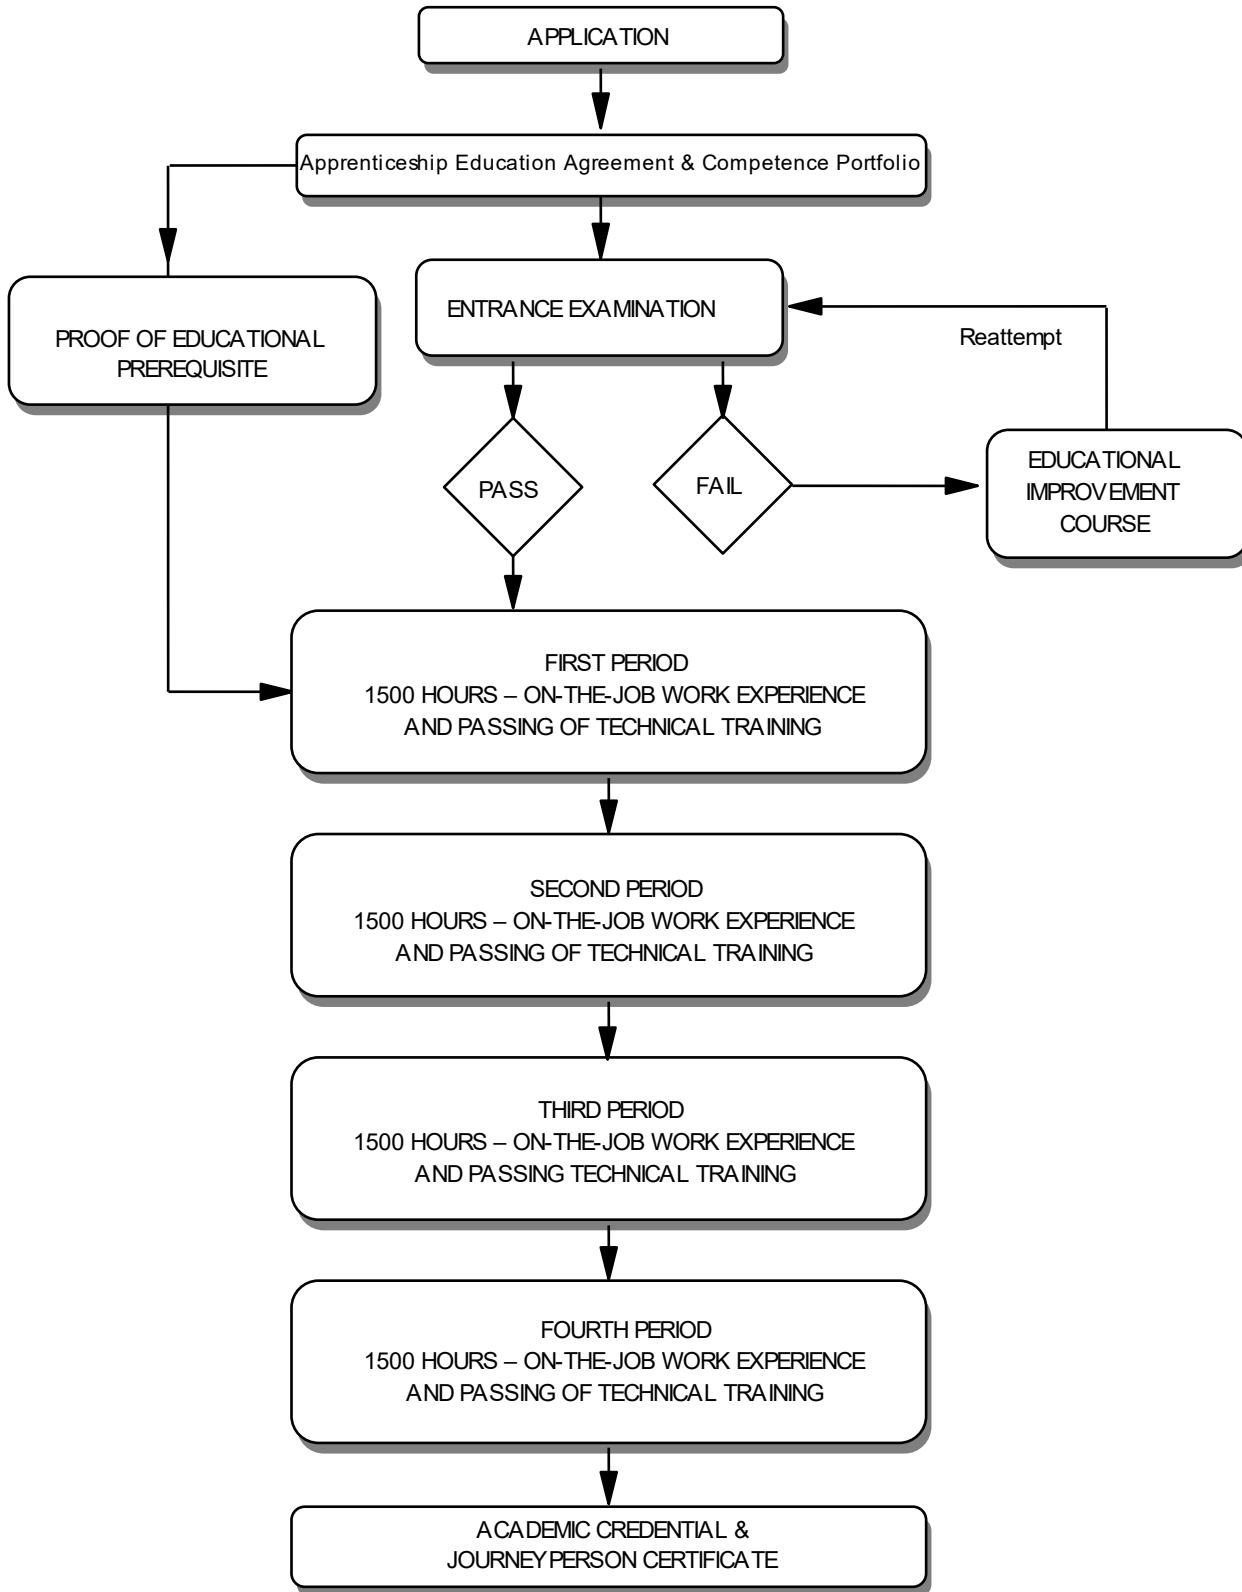 APPLICATION
Apprenticeship Education Agreement & Competence Portfolio
PROOF OF EDUCATIONAL
PREREQUISITE
ENTRANCE EXAMINATION
Reattempt
PASS
FAIL
EDUCATIONAL
IMPROVEMENT
COURSE
FIRST PERIOD
1500 HOURS – ON-THE-JOB WORK EXPERIENCE
AND PASSING OF TECHNICAL TRAINING
SECOND PERIOD
1500 HOURS – ON-THE-JOB WORK EXPERIENCE
AND PASSING OF TECHNICAL TRAINING
THIRD PERIOD
1500 HOURS – ON-THE-JOB WORK EXPERIENCE
AND PASSING TECHNICAL TRAINING
FOURTH PERIOD
1500 HOURS – ON-THE-JOB WORK EXPERIENCE
AND PASSING OF TECHNICAL TRAINING
ACADEMIC CREDENTIAL &
JOURNEYPERSON CERTIFICATE